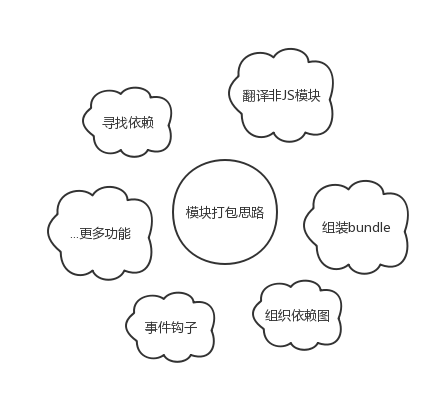 翻译非JS模块
寻找依赖
模块打包思路
组装bundle
...更多功能
组织依赖图
事件钩子